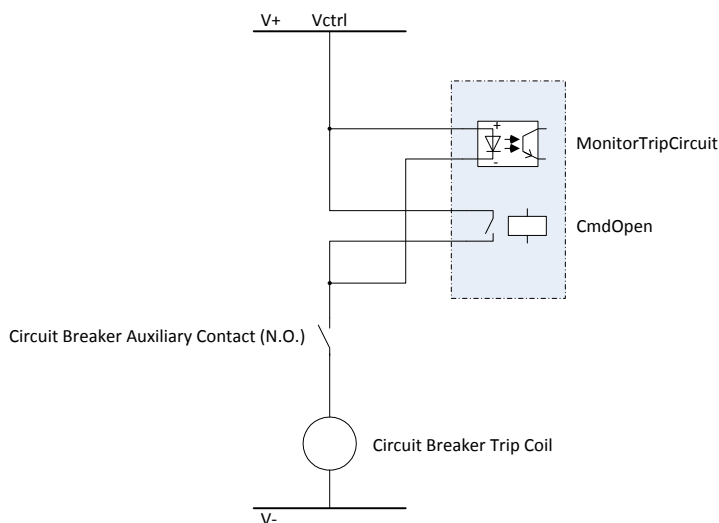 V+ Vctrl
+
-
MonitorTripCircuit
CmdOpen
Circuit Breaker Auxiliary Contact (N.O.)
Circuit Breaker Trip Coil
V-